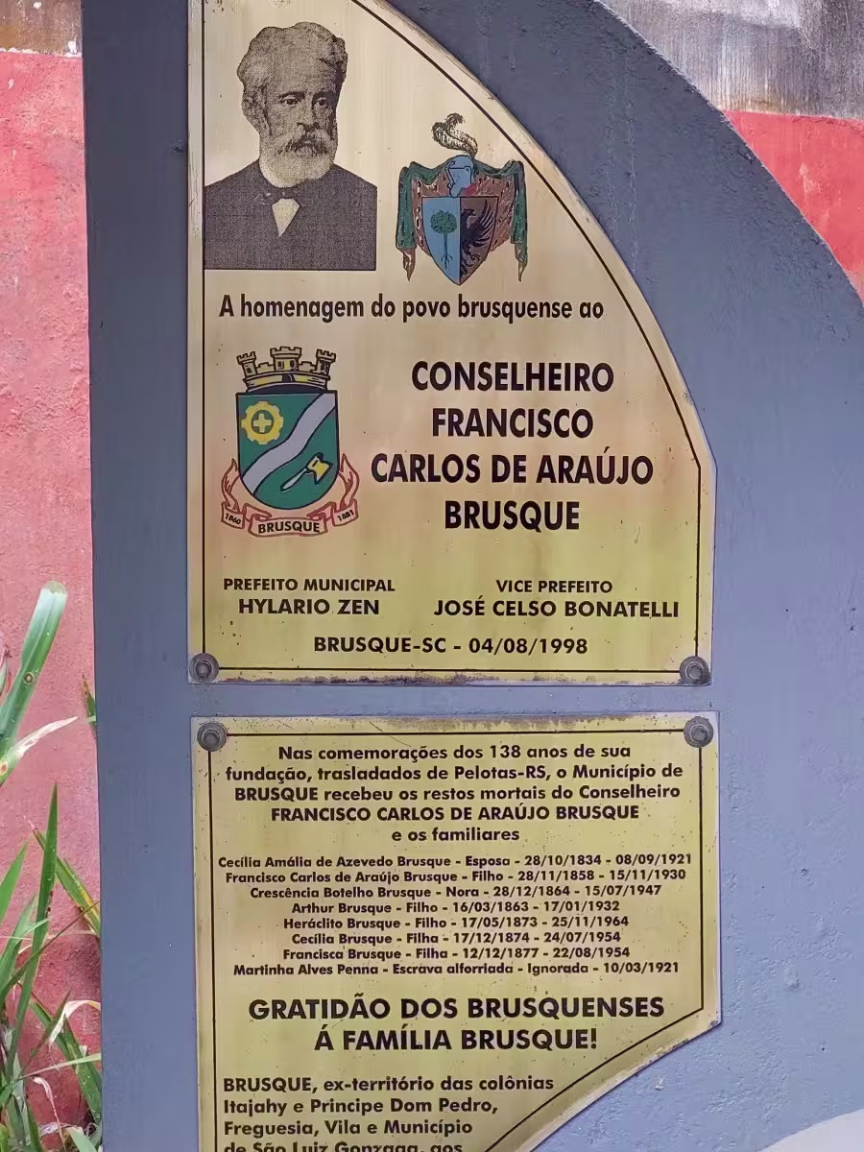 A homenagem do povo brusquense ao
CONSELHEIRO
FRANCISCO
CARLOS DE ARAÚJO
BRUSQUE
1860 BRUSQUE 1881
PREFEITO MUNICIPAL
HYLARIO ZEN
VICE PREFEITO
JOSÉ CELSO BONATELLI
BRUSQUE-SC - 04/08/1998
Nas comemorações dos 138 anos de sua
fundação, trasladados de Pelotas-RS, o Município de
BRUSQUE recebeu os restos mortais do Conselheiro
FRANCISCO CARLOS DE ARAÚJO BRUSQUE
e os familiares
Cecília Amália de Azevedo Brusque - Esposa - 28/10/1834 - 08/09/1921
Francisco Carlos de Araújo Brusque - Filho - 28/11/1858 - 15/11/1930
Crescência Botelho Brusque - Nora - 28/12/1864 - 15/07/1947
Arthur Brusque - Filho - 16/03/1863 - 17/01/1932
Heráclito Brusque - Filho - 17/05/1873 - 25/11/1964
Cecília Brusque - Filha - 17/12/1874 - 24/07/1954
Francisca Brusque - Filha - 12/12/1877 - 22/08/1954
Martinha Alves Penna - Escrava alforriada - Ignorada - 10/03/1921
GRATIDÃO DOS BRUSQUENSES
Á FAMÍLIA BRUSQUE!
BRUSQUE, ex-território das colônias
Itajahy e Principe Dom Pedro,
Freguesia, Vila e Município
de São Luiz Gonzaga, aos